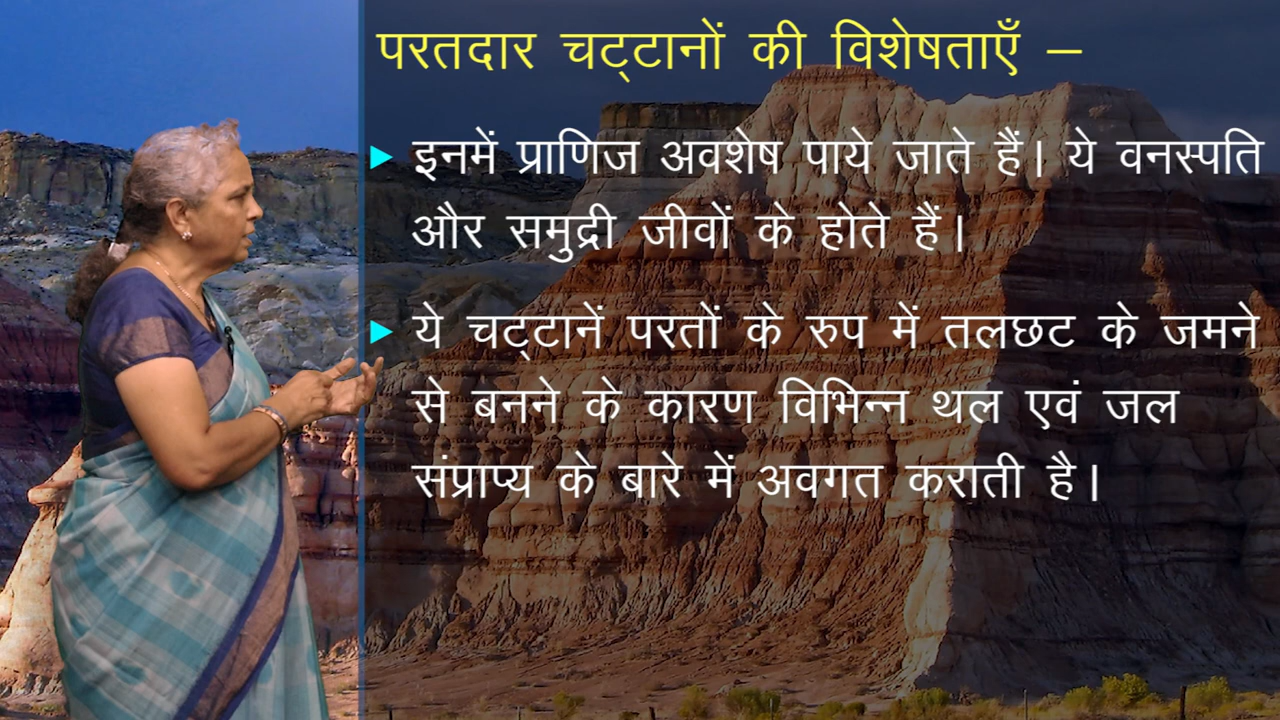 परतदार चट्टानों की विशेषताएँ –
इनमें प्राणिज अवशेष पाये जाते हैं। ये वनस्पति
और समुद्री जीवों के होते हैं।
ये चट्टानें परतों के रुप में तलछट के जमने
से बनने के कारण विभिन्न थल एवं जल
संप्राप्य के बारे में अवगत कराती है।